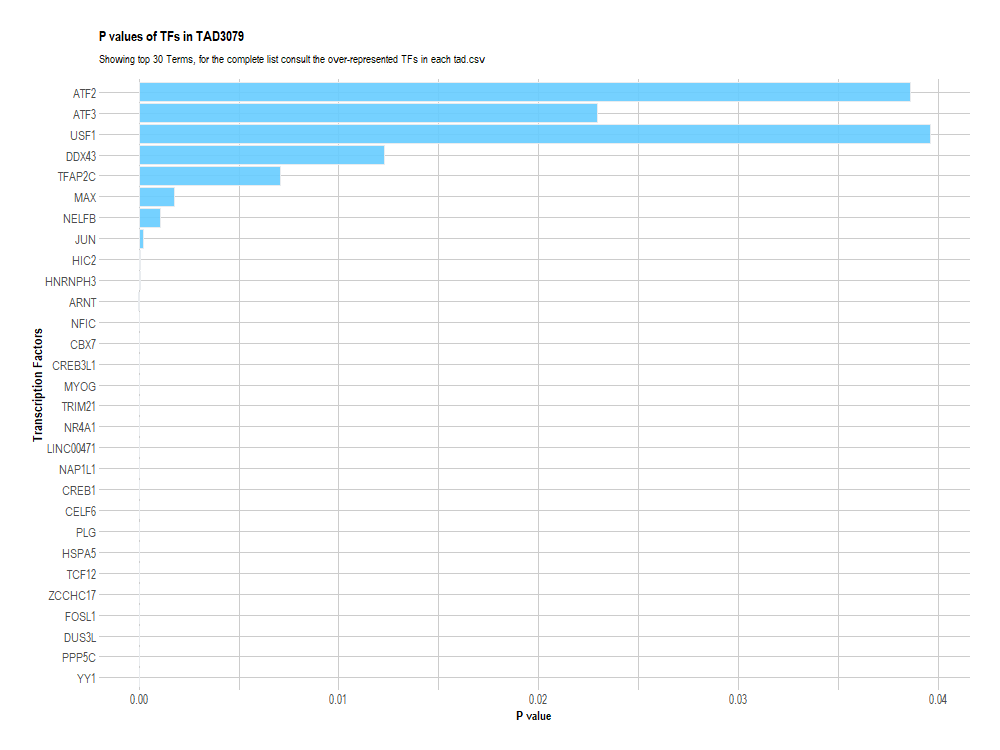 P values of TFs in TAD3079
Showing top 30 Terms, for the complete list consult the over-represented TFs in each tad.csv
Transcription Factors
ATF2
ATF3
USF1
DDX43
TFAP2C
MAX
NELFB
JUN
HIC2
HNRNPH3
ARNT
NFIC
CBX7
CREB3L1
MYOG
TRIM21
NR4A1
LINC00471
NAP1L1
CREB1
CELF6
PLG
HSPA5
TCF12
ZCCHC17
FOSL1
DUS3L
PPP5C
YY1
0.00 0.01 0.02 0.03 0.04
P value